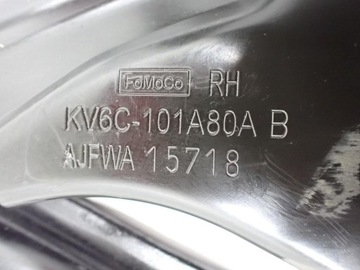 FoMoCo RH
KV6C-101A80A B
AJFWA 15718